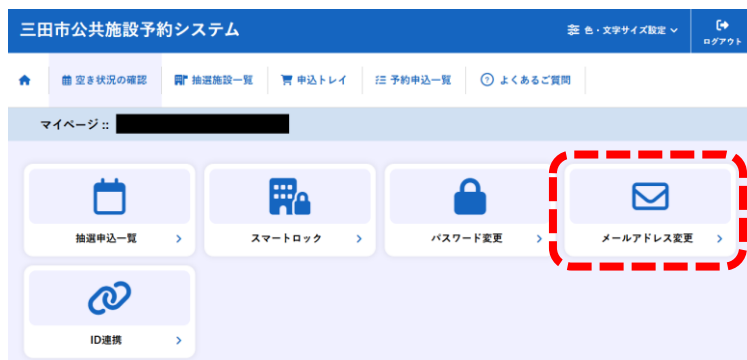 三田市公共施設予約システム
色・文字サイズ設定
ログアウト
空き状況の確認
抽選施設一覧
申込トレイ
予約申込一覧
よくあるご質問
マイページ ::
抽選申込一覧
スマートロック
パスワード変更
メールアドレス変更
ID連携